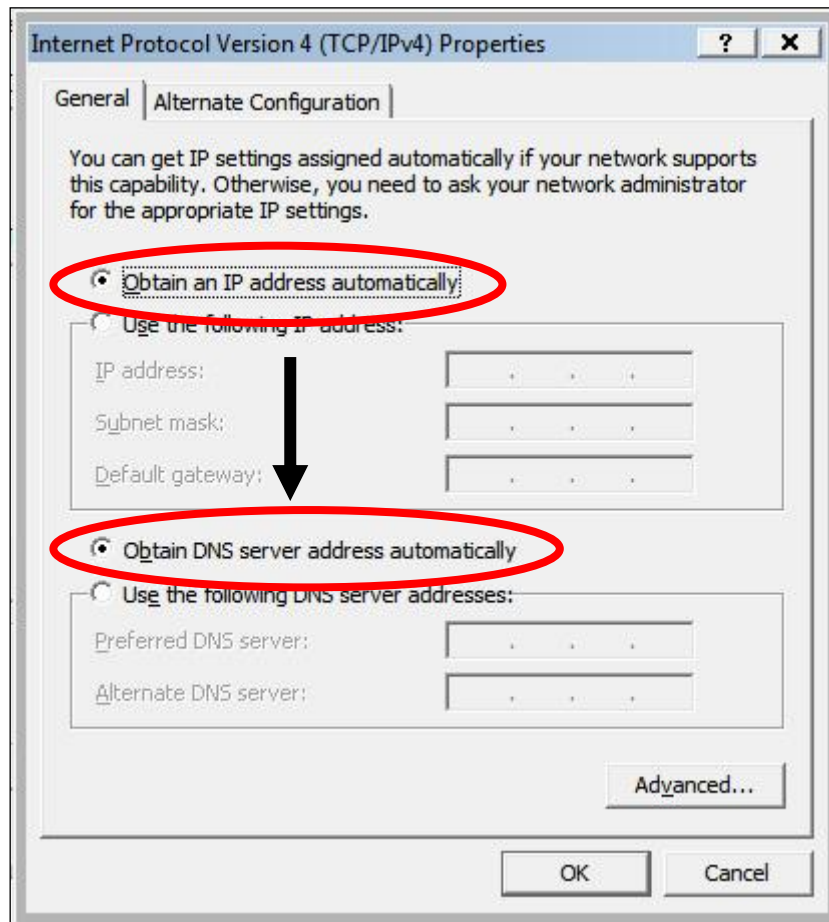 Internet Protocol Version 4 (TCP/IPv4) Properties
General
Alternate Configuration
You can get IP settings assigned automatically if your network supports
this capability. Otherwise, you need to ask your network administrator
for the appropriate IP settings.
Obtain an IP address automatically
Use the following IP address:
IP address:
Subnet mask:
Default gateway:
Obtain DNS server address automatically
Use the following DNS server addresses:
Preferred DNS server:
Alternate DNS server:
Advanced...
OK
Cancel